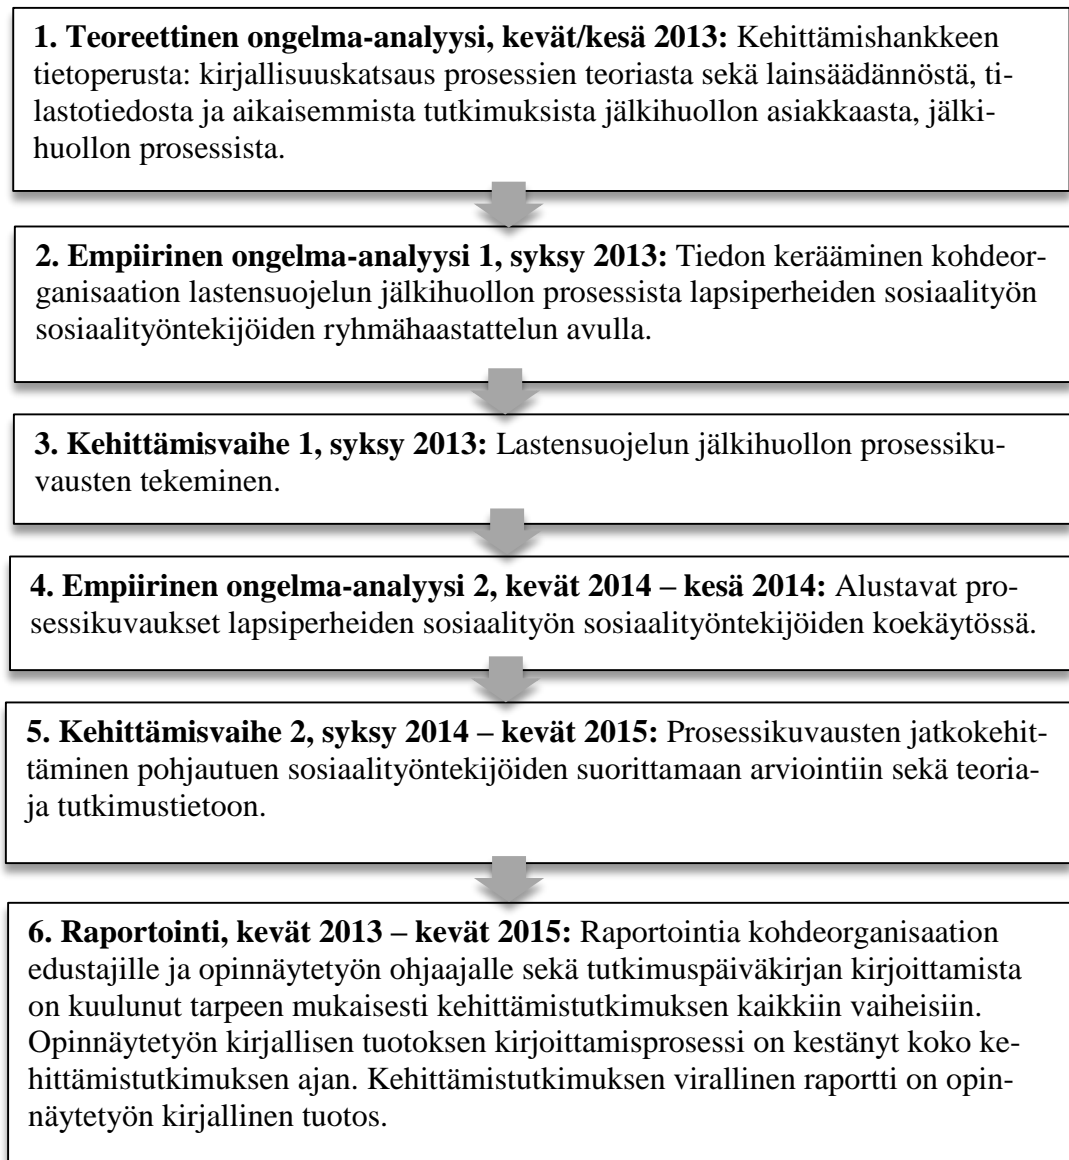 1. Teoreettinen ongelma-analyysi, kevät/kesä 2013: Kehittämishankkeen
tietoperusta: kirjallisuuskatsaus prosessien teoriasta sekä lainsäädännöstä, ti-
lastotiedosta ja aikaisemmista tutkimuksista jälkihuollon asiakkaasta, jälki-
huollon prosessista.
2. Empiirinen ongelma-analyysi 1, syksy 2013: Tiedon kerääminen kohdeor-
ganisaation lastensuojelun jälkihuollon prosessista lapsiperheiden sosiaalityön
sosiaalityöntekijöiden ryhmähaastattelun avulla.
3. Kehittämisvaihe 1, syksy 2013: Lastensuojelun jälkihuollon prosessiku-
vausten tekeminen.
4. Empiirinen ongelma-analyysi 2, kevät 2014 – kesä 2014: Alustavat pro-
sessikuvaukset lapsiperheiden sosiaalityön sosiaalityöntekijöiden koekäytössä.
5. Kehittämisvaihe 2, syksy 2014 – kevät 2015: Prosessikuvausten jatkokehit-
täminen pohjautuen sosiaalityöntekijöiden suorittamaan arviointiin sekä teoria-
ja tutkimustietoon.
6. Raportointi, kevät 2013 – kevät 2015: Raportointia kohdeorganisaation
edustajille ja opinnäytetyön ohjaajalle sekä tutkimuspäiväkirjan kirjoittamista
on kuulunut tarpeen mukaisesti kehittämistutkimuksen kaikkiin vaiheisiin.
Opinnäytetyön kirjallisen tuotoksen kirjoittamisprosessi on kestänyt koko ke-
hittämistutkimuksen ajan. Kehittämistutkimuksen virallinen raportti on opin-
näytetyön kirjallinen tuotos.